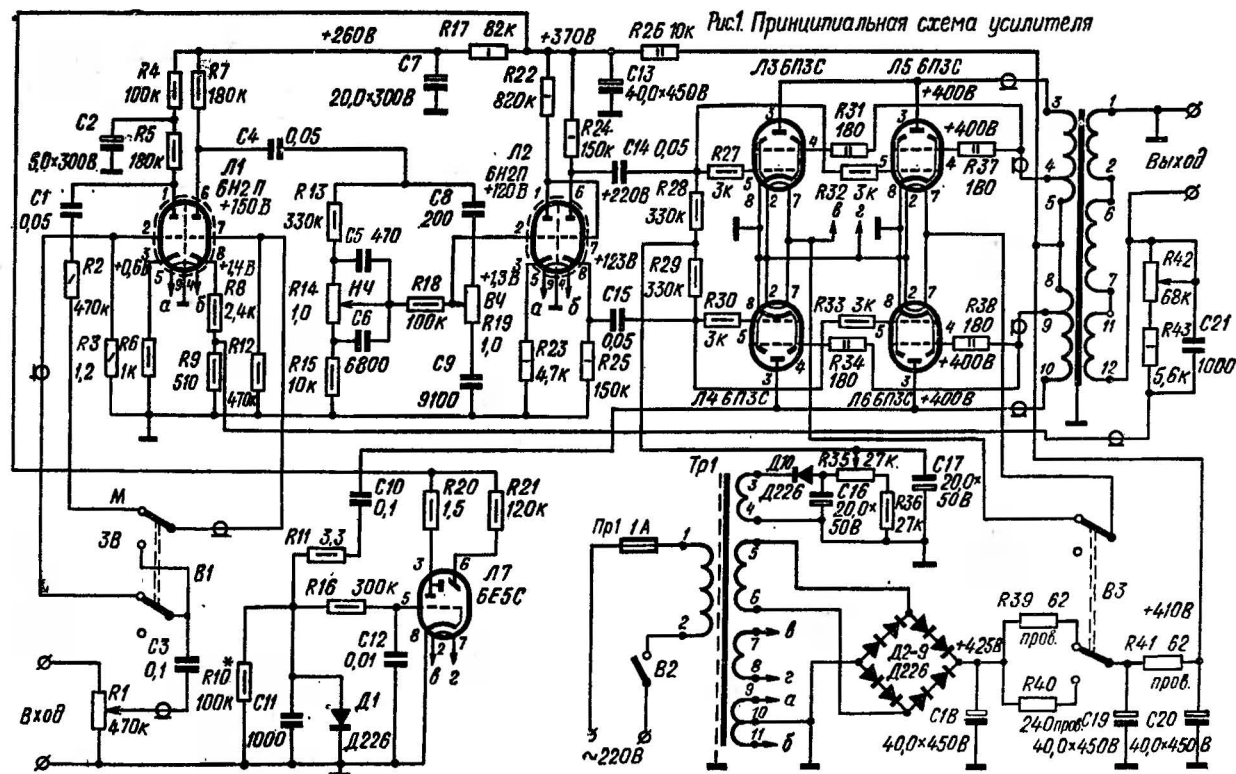 Рис.1. Принципиальная схема усилителя
+260В
R17 82к
+370В
R26 10к
R4
100к
R7
180к
C7
20,0×300В
R22
820к
C13
40,0×450В
Л3 6П3С
Л5 6П3С
+400В
C2
5,0×300В
R5
180к
C4 0,05
R24
150к
C14 0,05
+220В
R27
3к
R31
180
R32
3к
+400В
R37
180
Выход
C1
0,05
Л1
6Н2П
+150В
R13
330к
C8
200
Л2
6Н2П
+120В
R28
330к
в
г
R2
470к
+0,6В
+1,4В
а
б
R8
2,4к
C5 470
НЧ
R14
1,0
C6
6800
R18
100к
+1,3В
ВЧ
R19
1,0
+123В
а
б
C15
0,05
R29
330к
R30
3к
R33 3к
R38
180
+400В
R34
180
R42
68к
R43
5,6к
C21
1000
R3
1,2
R6
1к
R9
510
R12
470к
R15
10к
C9
9100
R23
4,7к
R25
150к
Л4 6П3С
Л6 6П3С +400В
М
ЗВ
В1
C3
0,1
R1
470к
Вход
R10*
100к
R11 3,3
C10
0,1
R20
1,5
R21
120к
R16 300к
Л7
6Е5С
C12
0,01
C11
1000
Д1
Д226
в
г
Тр1
Пр1 1А
В2
~220В
Д10
Д226
R35 27к
C16
20,0×
50В
R36
27к
C17
20,0×
50В
в
г
а
б
Д2-9
Д226
+425В
C18
40,0×450В
R39 62
пров.
R40
240 пров.
В3
+410В
R41 62
пров.
C19
40,0×450В
C20
40,0×450В